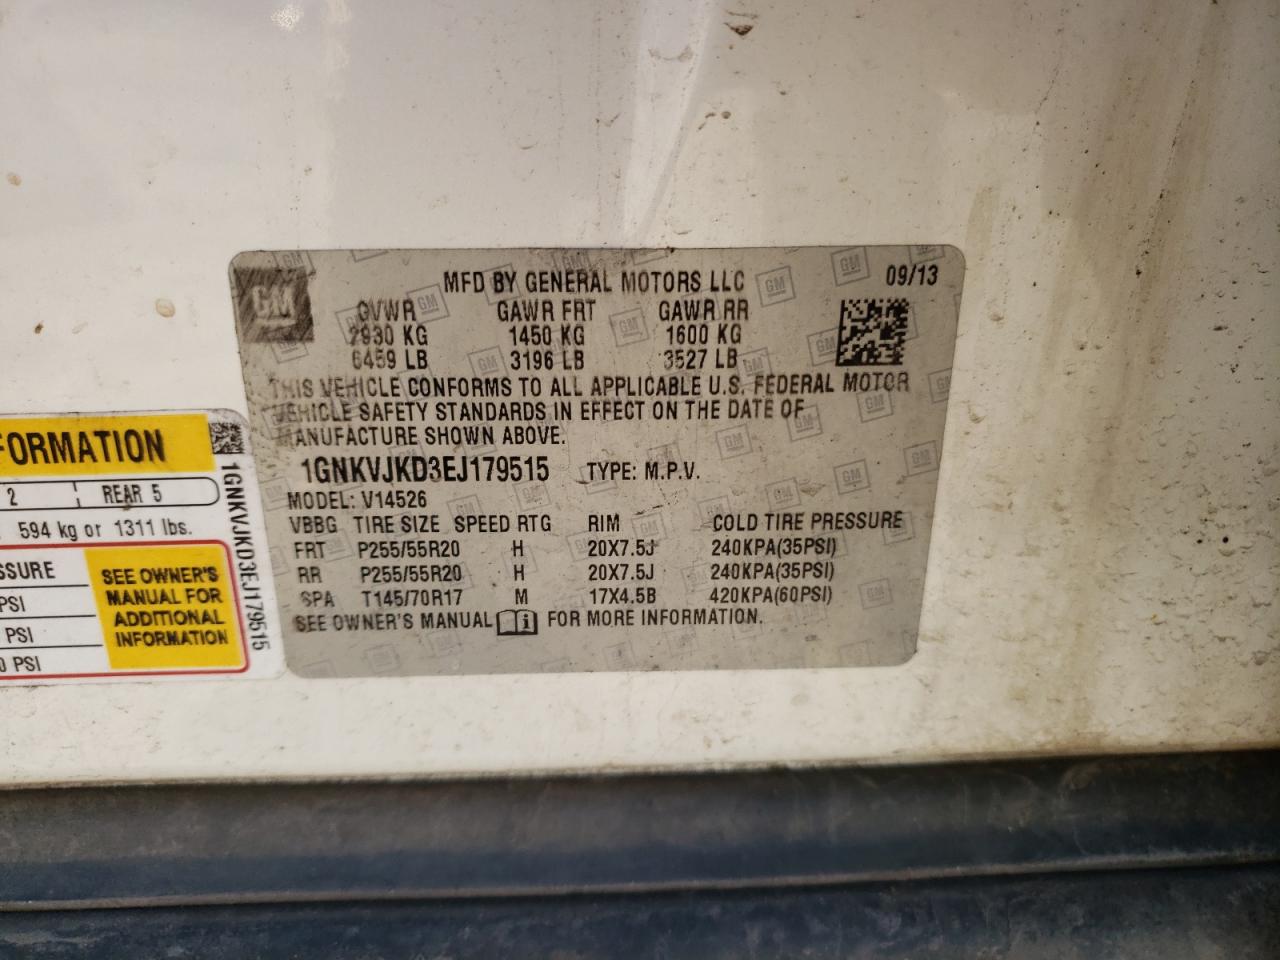 GM
MFD BY GENERAL MOTORS LLC 09/13
GVWR GAWR FRT GAWR RR
2930 KG 1450 KG 1600 KG
6459 LB 3196 LB 3527 LB
THIS VEHICLE CONFORMS TO ALL APPLICABLE U.S. FEDERAL MOTOR
VEHICLE SAFETY STANDARDS IN EFFECT ON THE DATE OF
MANUFACTURE SHOWN ABOVE.
1GNKVJKD3EJ179515 TYPE: M.P.V.
MODEL: V14526
VBBG TIRE SIZE SPEED RTG RIM COLD TIRE PRESSURE
FRT P255/55R20 H 20X7.5J 240KPA(35PSI)
RR P255/55R20 H 20X7.5J 240KPA(35PSI)
SPA T145/70R17 M 17X4.5B 420KPA(60PSI)
SEE OWNER'S MANUAL FOR MORE INFORMATION.
FORMATION
2 REAR 5
594 kg or 1311 lbs.
SSURE
PSI
PSI
0 PSI
SEE OWNER'S
MANUAL FOR
ADDITIONAL
INFORMATION
1GNKVJKD3EJ179515